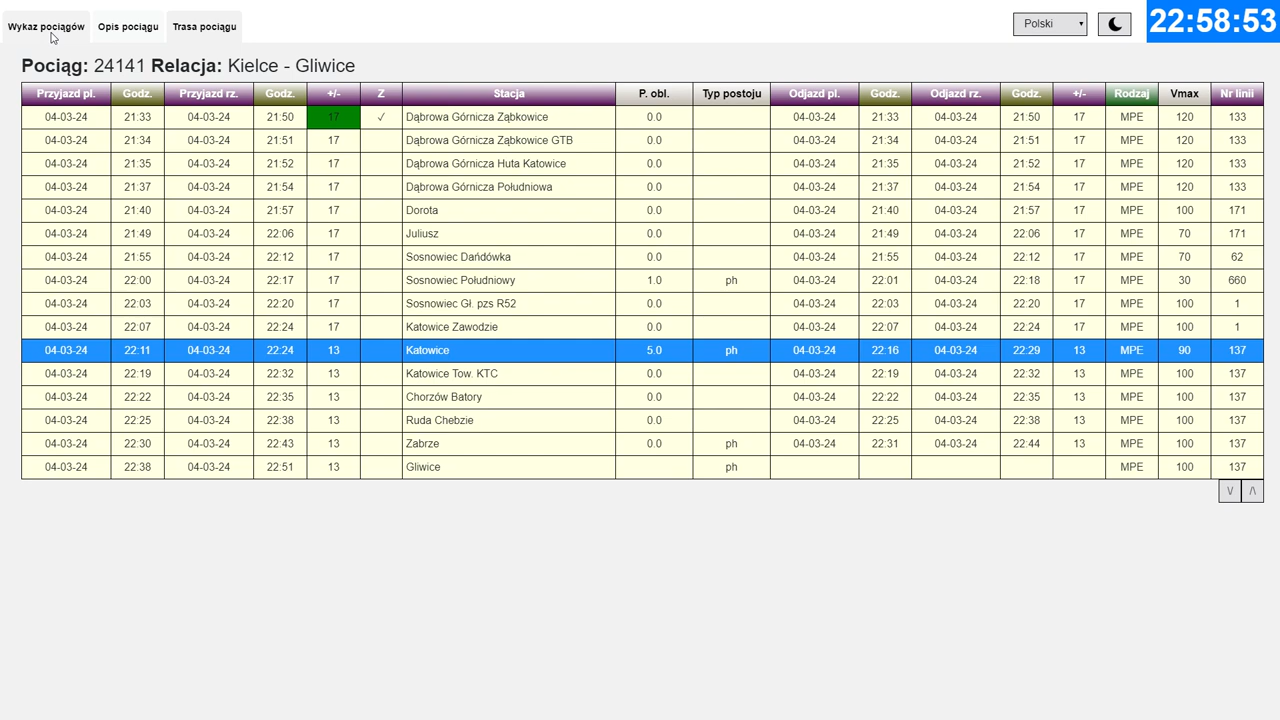 Wykaz pociągów Opis pociągu Trasa pociągu Polski 22:58:53
Pociąg: 24141 Relacja: Kielce - Gliwice
Przyjazd pl. Godz. Przyjazd rz. Godz. +/- Z Stacja P. obl. Typ postoju Odjazd pl. Godz. Odjazd rz. Godz. +/- Rodzaj Vmax Nr linii
04-03-24 21:33 04-03-24 21:50 17 ✓ Dąbrowa Górnicza Ząbkowice 0.0 04-03-24 21:33 04-03-24 21:50 17 MPE 120 133
04-03-24 21:34 04-03-24 21:51 17 Dąbrowa Górnicza Ząbkowice GTB 0.0 04-03-24 21:34 04-03-24 21:51 17 MPE 120 133
04-03-24 21:35 04-03-24 21:52 17 Dąbrowa Górnicza Huta Katowice 0.0 04-03-24 21:35 04-03-24 21:52 17 MPE 120 133
04-03-24 21:37 04-03-24 21:54 17 Dąbrowa Górnicza Południowa 0.0 04-03-24 21:37 04-03-24 21:54 17 MPE 120 133
04-03-24 21:40 04-03-24 21:57 17 Dorota 0.0 04-03-24 21:40 04-03-24 21:57 17 MPE 100 171
04-03-24 21:49 04-03-24 22:06 17 Juliusz 0.0 04-03-24 21:49 04-03-24 22:06 17 MPE 70 171
04-03-24 21:55 04-03-24 22:12 17 Sosnowiec Dańdówka 0.0 04-03-24 21:55 04-03-24 22:12 17 MPE 70 62
04-03-24 22:00 04-03-24 22:17 17 Sosnowiec Południowy 1.0 ph 04-03-24 22:01 04-03-24 22:18 17 MPE 30 660
04-03-24 22:03 04-03-24 22:20 17 Sosnowiec Gł. pzs R52 0.0 04-03-24 22:03 04-03-24 22:20 17 MPE 100 1
04-03-24 22:07 04-03-24 22:24 17 Katowice Zawodzie 0.0 04-03-24 22:07 04-03-24 22:24 17 MPE 100 1
04-03-24 22:11 04-03-24 22:24 13 Katowice 5.0 ph 04-03-24 22:16 04-03-24 22:29 13 MPE 90 137
04-03-24 22:19 04-03-24 22:32 13 Katowice Tow. KTC 0.0 04-03-24 22:19 04-03-24 22:32 13 MPE 100 137
04-03-24 22:22 04-03-24 22:35 13 Chorzów Batory 0.0 04-03-24 22:22 04-03-24 22:35 13 MPE 100 137
04-03-24 22:25 04-03-24 22:38 13 Ruda Chebzie 0.0 04-03-24 22:25 04-03-24 22:38 13 MPE 100 137
04-03-24 22:30 04-03-24 22:43 13 Zabrze 0.0 ph 04-03-24 22:31 04-03-24 22:44 13 MPE 100 137
04-03-24 22:38 04-03-24 22:51 13 Gliwice ph MPE 100 137
\/ /\